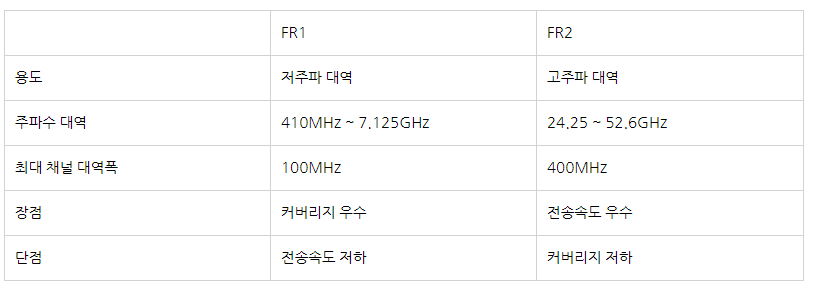 FR1 FR2
용도 저주파 대역 고주파 대역
주파수 대역 410MHz ~ 7.125GHz 24.25 ~ 52.6GHz
최대 채널 대역폭 100MHz 400MHz
장점 커버리지 우수 전송속도 우수
단점 전송속도 저하 커버리지 저하